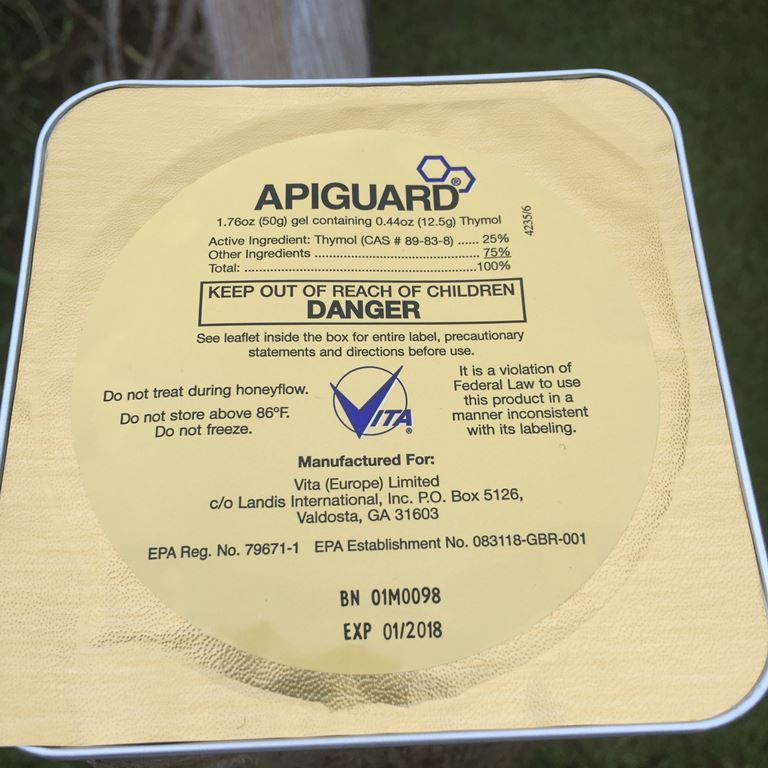 APIGUARD®
1.76oz (50g) gel containing 0.44oz (12.5g) Thymol
4235/6
Active Ingredient: Thymol (CAS # 89-83-8) ...... 25%
Other Ingredients ................................................. 75%
Total: ....................................................................100%
KEEP OUT OF REACH OF CHILDREN
DANGER
See leaflet inside the box for entire label, precautionary
statements and directions before use.
Do not treat during honeyflow.
Do not store above 86ºF.
Do not freeze.
VITA®
It is a violation of
Federal Law to use
this product in a
manner inconsistent
with its labeling.
Manufactured For:
Vita (Europe) Limited
c/o Landis International, Inc. P.O. Box 5126,
Valdosta, GA 31603
EPA Reg. No. 79671-1 EPA Establishment No. 083118-GBR-001
BN 01M0098
EXP 01/2018